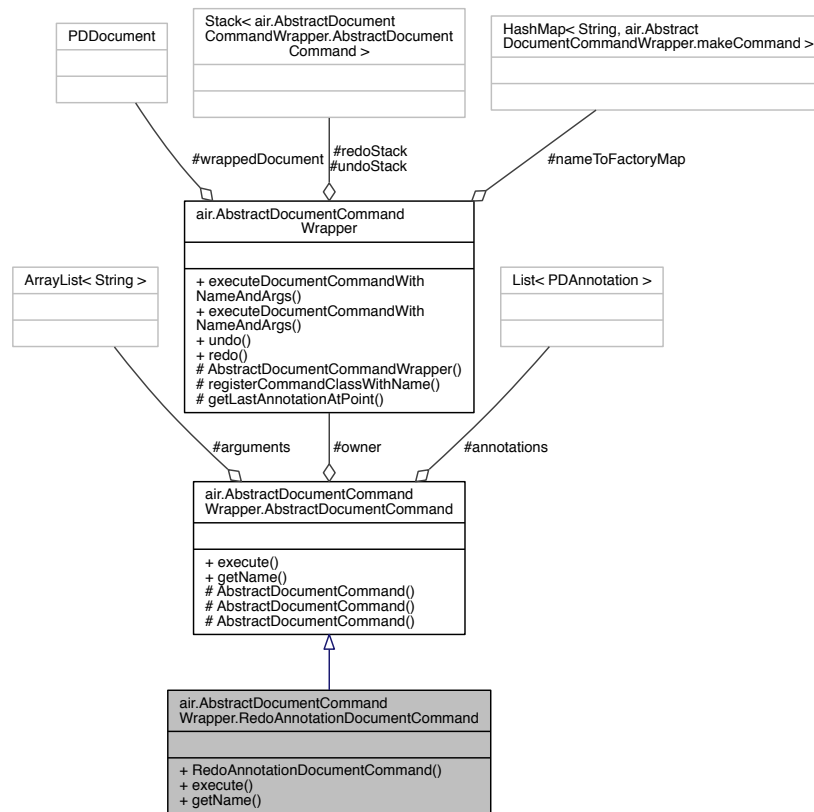 PDDocument
Stack< air.AbstractDocument
CommandWrapper.AbstractDocument
Command >
HashMap< String, air.Abstract
DocumentCommandWrapper.makeCommand >
#wrappedDocument
#redoStack
#undoStack
#nameToFactoryMap
air.AbstractDocumentCommand
Wrapper
+ executeDocumentCommandWith
NameAndArgs()
+ executeDocumentCommandWith
NameAndArgs()
+ undo()
+ redo()
# AbstractDocumentCommandWrapper()
# registerCommandClassWithName()
# getLastAnnotationAtPoint()
ArrayList< String >
List< PDAnnotation >
#arguments
#owner
#annotations
air.AbstractDocumentCommand
Wrapper.AbstractDocumentCommand
+ execute()
+ getName()
# AbstractDocumentCommand()
# AbstractDocumentCommand()
# AbstractDocumentCommand()
air.AbstractDocumentCommand
Wrapper.RedoAnnotationDocumentCommand
+ RedoAnnotationDocumentCommand()
+ execute()
+ getName()